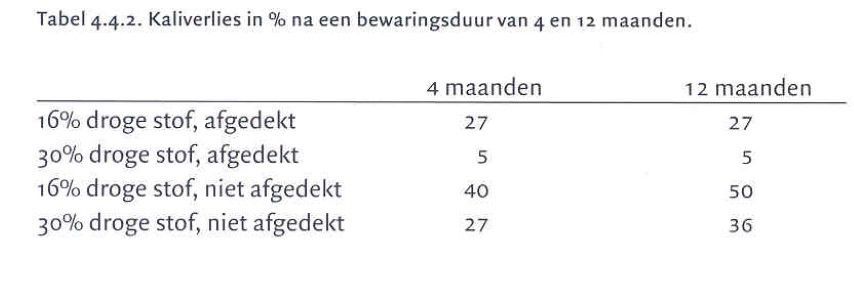 Tabel 4.4.2. Kaliverlies in % na een bewaringsduur van 4 en 12 maanden.
4 maanden 12 maanden
16% droge stof, afgedekt 27 27
30% droge stof, afgedekt 5 5
16% droge stof, niet afgedekt 40 50
30% droge stof, niet afgedekt 27 36